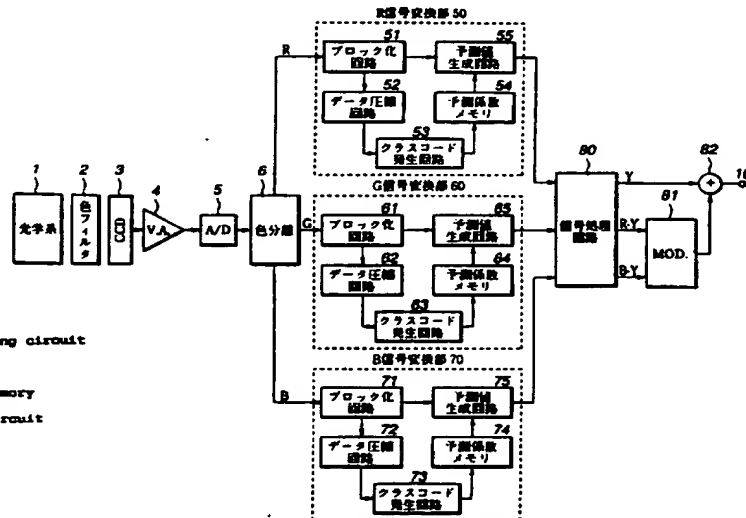 R信号変換部 50
51
ブロック化
回路
55
予測値
生成回路
52
データ圧縮
回路
54
予測係数
メモリ
53
クラスコード
発生回路
R
1
光学系
2
色フィルタ
3
CCD
4
V.A.
5
A/D
6
色分離
G信号変換部 60
G
61
ブロック化
回路
65
予測値
生成回路
62
データ圧縮
回路
64
予測係数
メモリ
63
クラスコード
発生回路
80
信号処理
回路
Y
R-Y
B-Y
81
MOD.
82
+
B信号変換部 70
B
71
ブロック化
回路
75
予測値
生成回路
72
データ圧縮
回路
74
予測係数
メモリ
73
クラスコード
発生回路
ng circuit
mory
rcuit